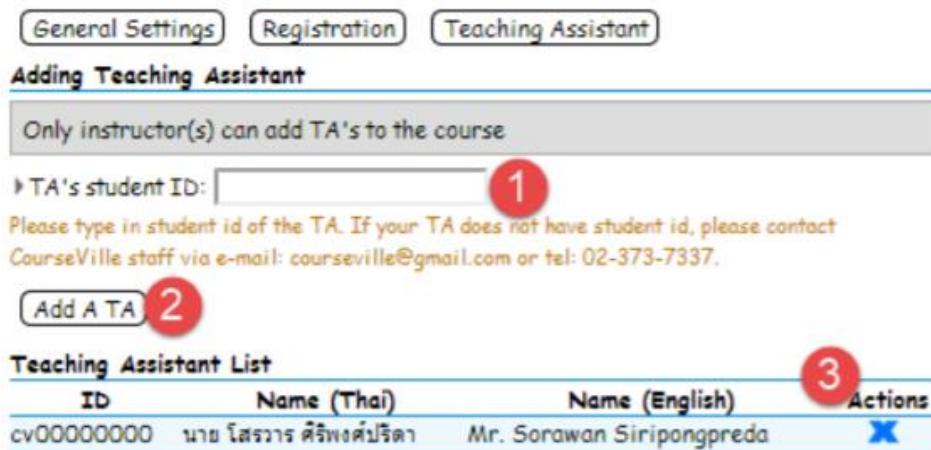 General Settings Registration Teaching Assistant
Adding Teaching Assistant
Only instructor(s) can add TA's to the course
TA's student ID: 1
Please type in student id of the TA. If your TA does not have student id, please contact
CourseVille staff via e-mail: courseville@gmail.com or tel: 02-373-7337.
Add A TA 2
Teaching Assistant List
3
ID Name (Thai) Name (English) Actions
cv00000000 นาย โสรวาร ศิริพงศ์ปรีดา Mr. Sorawan Siripongpreda